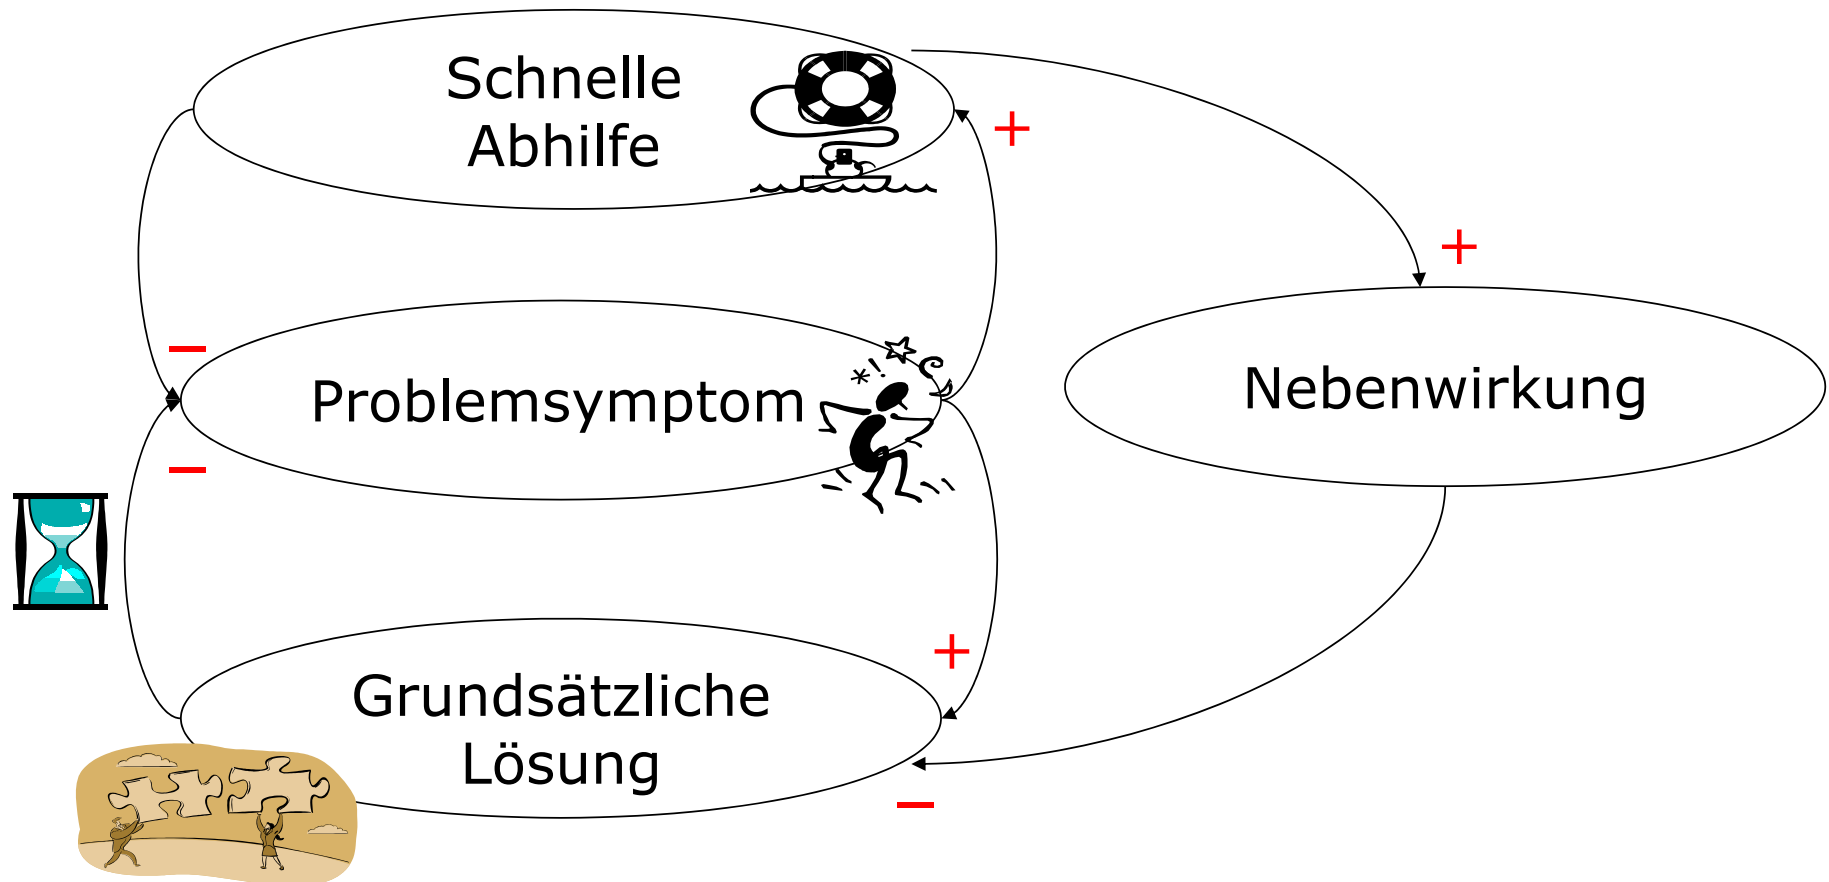 Schnelle
Abhilfe
+
+
–
Problemsymptom
*!
Nebenwirkung
–
+
Grundsätzliche
Lösung
–